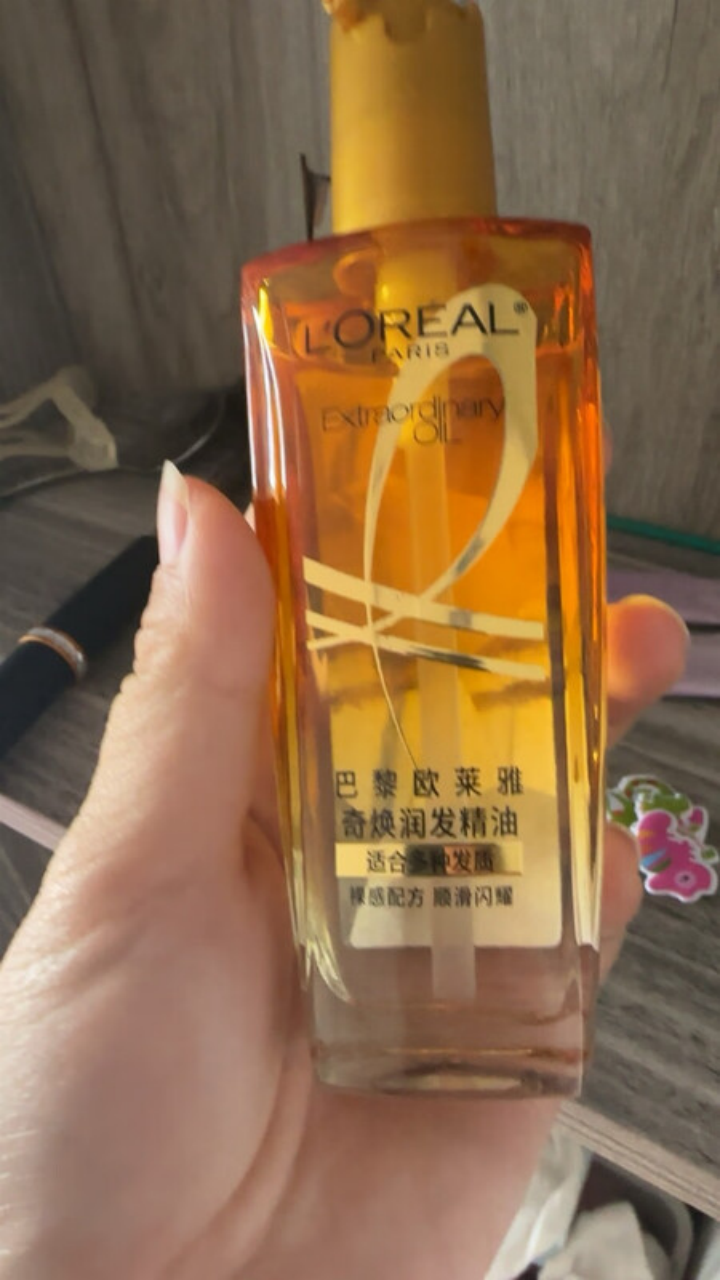 L'ORÉAL®
PARIS
Extraordinary
OIL
巴黎欧莱雅
奇焕润发精油
适合多种发质
裸感配方 顺滑闪耀